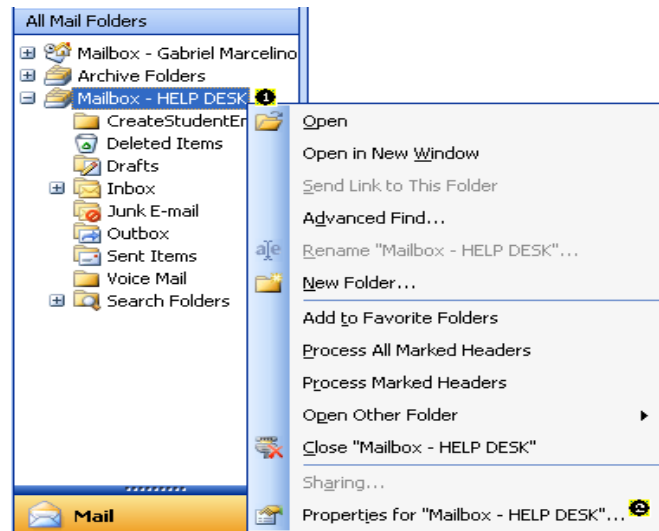 All Mail Folders
Mailbox - Gabriel Marcelino
Archive Folders
Mailbox - HELP DESK 1
CreateStudentEr
Deleted Items
Drafts
Inbox
Junk E-mail
Outbox
Sent Items
Voice Mail
Search Folders
Mail
Open
Open in New Window
Send Link to This Folder
Advanced Find...
Rename "Mailbox - HELP DESK"...
New Folder...
Add to Favorite Folders
Process All Marked Headers
Process Marked Headers
Open Other Folder
Close "Mailbox - HELP DESK"
Sharing...
Properties for "Mailbox - HELP DESK"... 2